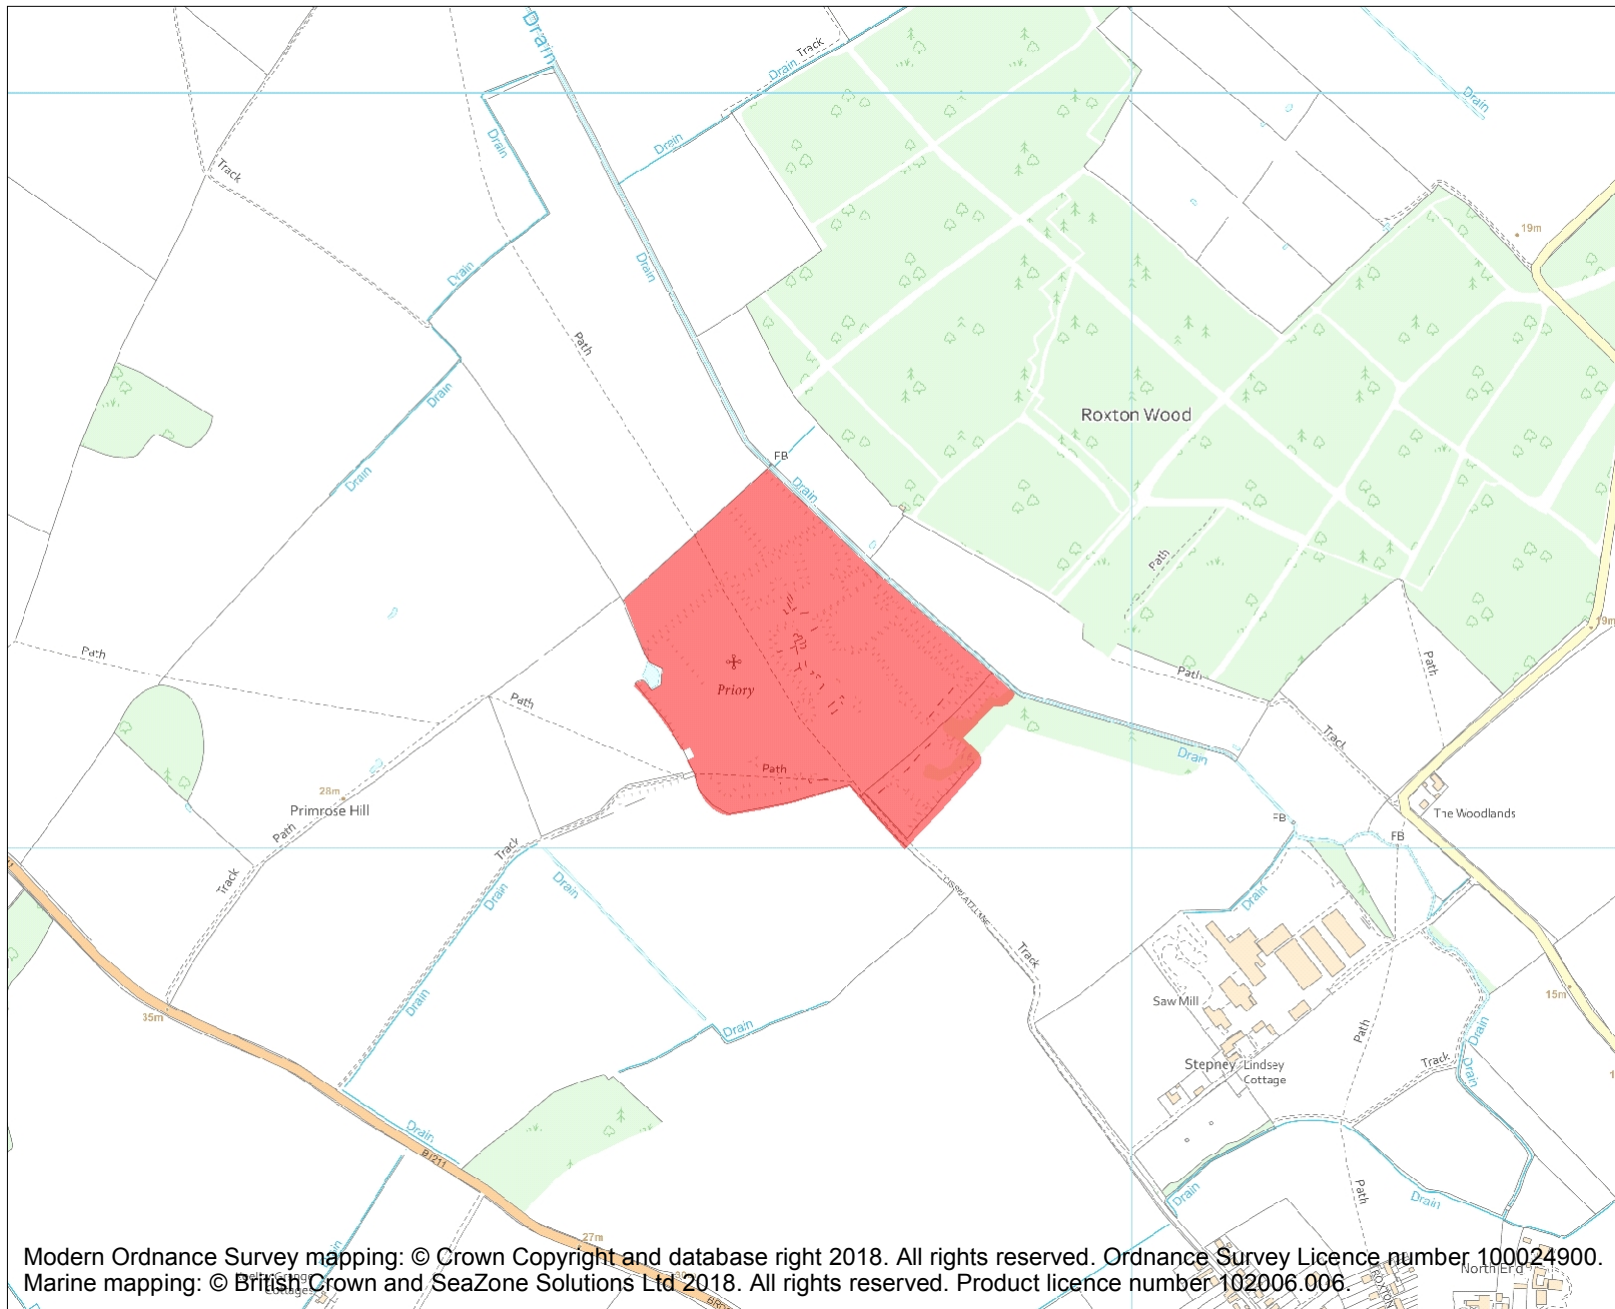 Drain
Track
Drain
Drain
Drain
Drain
Track
19m
Drain
Drain
Path
Drain
Roxton Wood
FB
Drain
Drain
Path
19m
Path
Path
Path
Priory
Path
Path
Track
Drain
Path
28m
Primrose Hill
The Woodlands
FB
FB
Path
Track
Track
Drain
Drain
Drain
Track
15m
Saw Mill
Drain
35m
Drain
Path
Drain
Track
Stepney
Lindsey
Cottage
Drain
Drain
B1211
Path
Drain
Drain
27m
Modern Ordnance Survey mapping: © Crown Copyright and database right 2018. All rights reserved. Ordnance Survey Licence number 100024900.
North End
Marine mapping: © British Crown and SeaZone Solutions Ltd 2018. All rights reserved. Product licence number 102006.006.